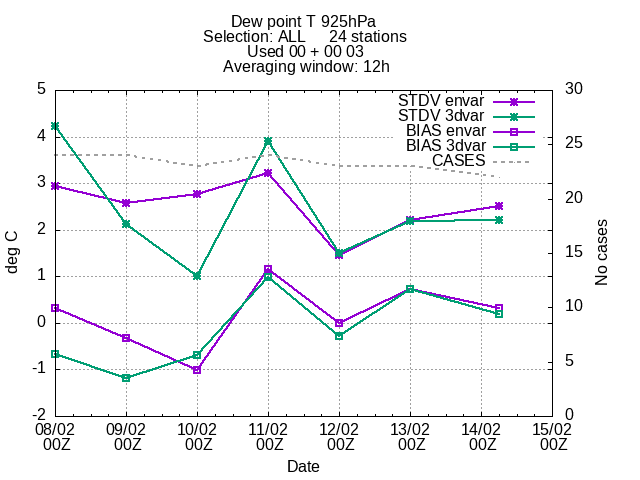 Dew point T 925hPa
Selection: ALL 24 stations
Used 00 + 00 03
Averaging window: 12h
STDV envar
STDV 3dvar
BIAS envar
BIAS 3dvar
CASES
5
4
3
2
1
0
-1
-2
deg C
30
25
20
15
10
5
0
No cases
08/02 09/02 10/02 11/02 12/02 13/02 14/02 15/02
00Z 00Z 00Z 00Z 00Z 00Z 00Z 00Z
Date